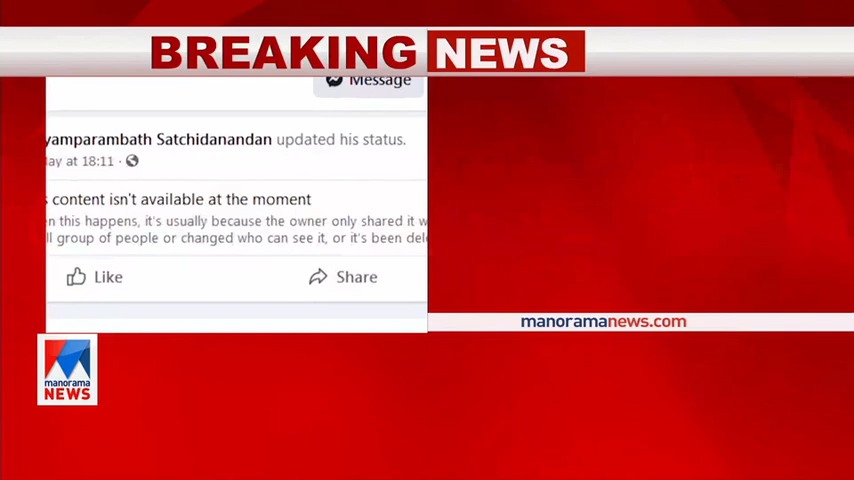 BREAKING NEWS
Message
yamparambath Satchidanandan updated his status.
ay at 18:11 ·
s content isn't available at the moment
en this happens, it's usually because the owner only shared it w
ll group of people or changed who can see it, or it's been dele
Like
Share
manoramanews.com
manorama
NEWS